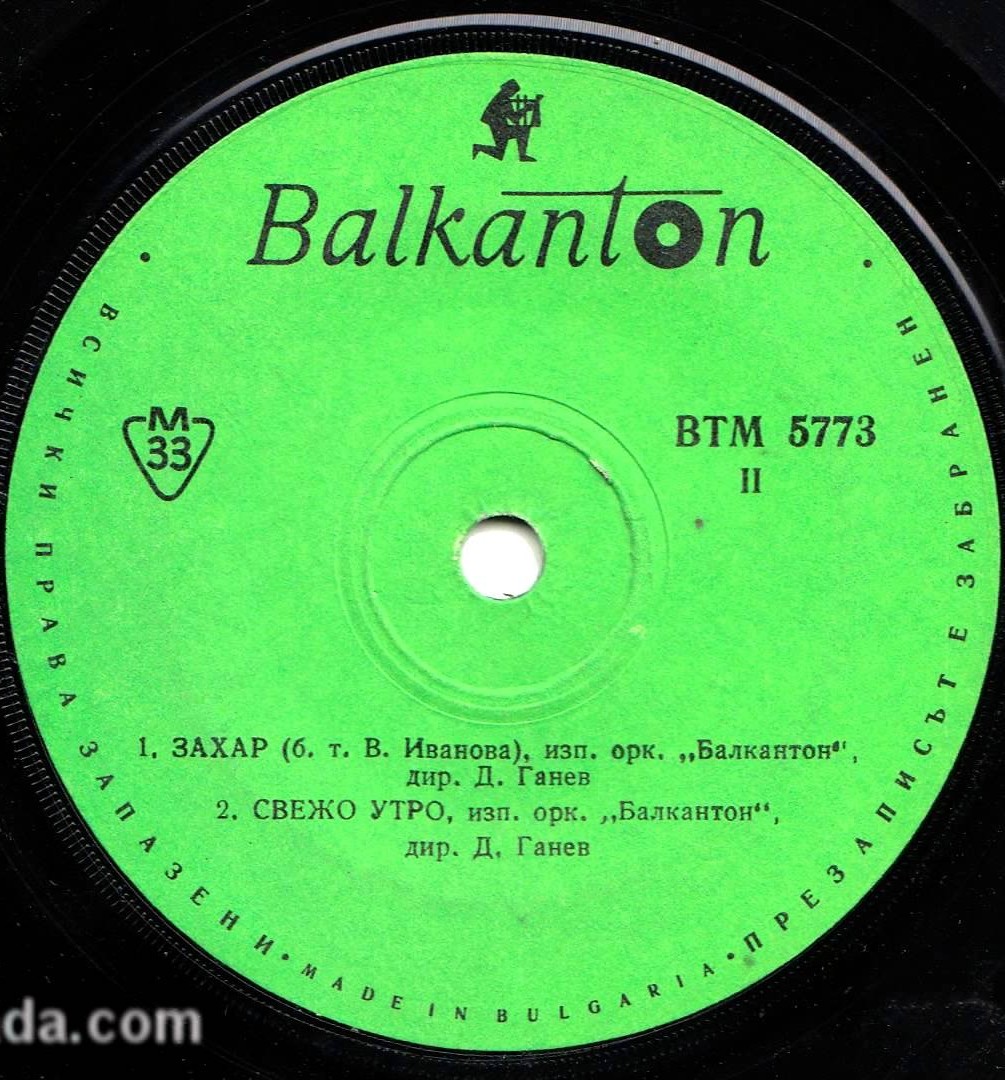 Balkanton
М
33
ВТМ 5773
II
1. ЗАХАР (б. т. В. Иванова), изп. орк. „Балкантон“,
дир. Д. Ганев
2. СВЕЖО УТРО, изп. орк. „Балкантон“,
дир. Д. Ганев
• ВСИЧКИ ПРАВА ЗАПАЗЕНИ • MADE IN BULGARIA • ПРЕЗАПИСЪТ Е ЗАБРАНЕН •
da.com